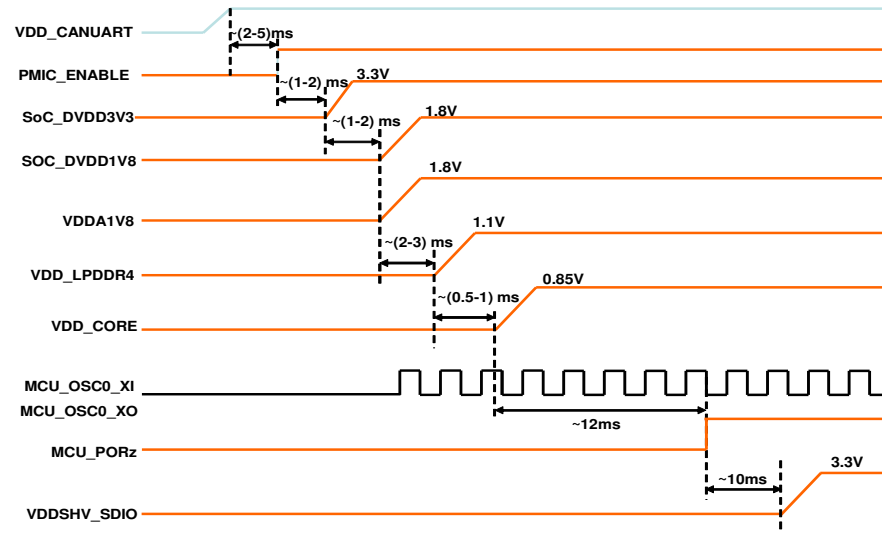 VDD_CANUART
~(2-5)ms
PMIC_ENABLE
~(1-2) ms
3.3V
SoC_DVDD3V3
~(1-2) ms
1.8V
SOC_DVDD1V8
1.8V
VDDA1V8
1.1V
~(2-3) ms
VDD_LPDDR4
0.85V
~(0.5-1) ms
VDD_CORE
MCU_OSC0_XI
MCU_OSC0_XO
~12ms
MCU_PORz
3.3V
~10ms
VDDSHV_SDIO